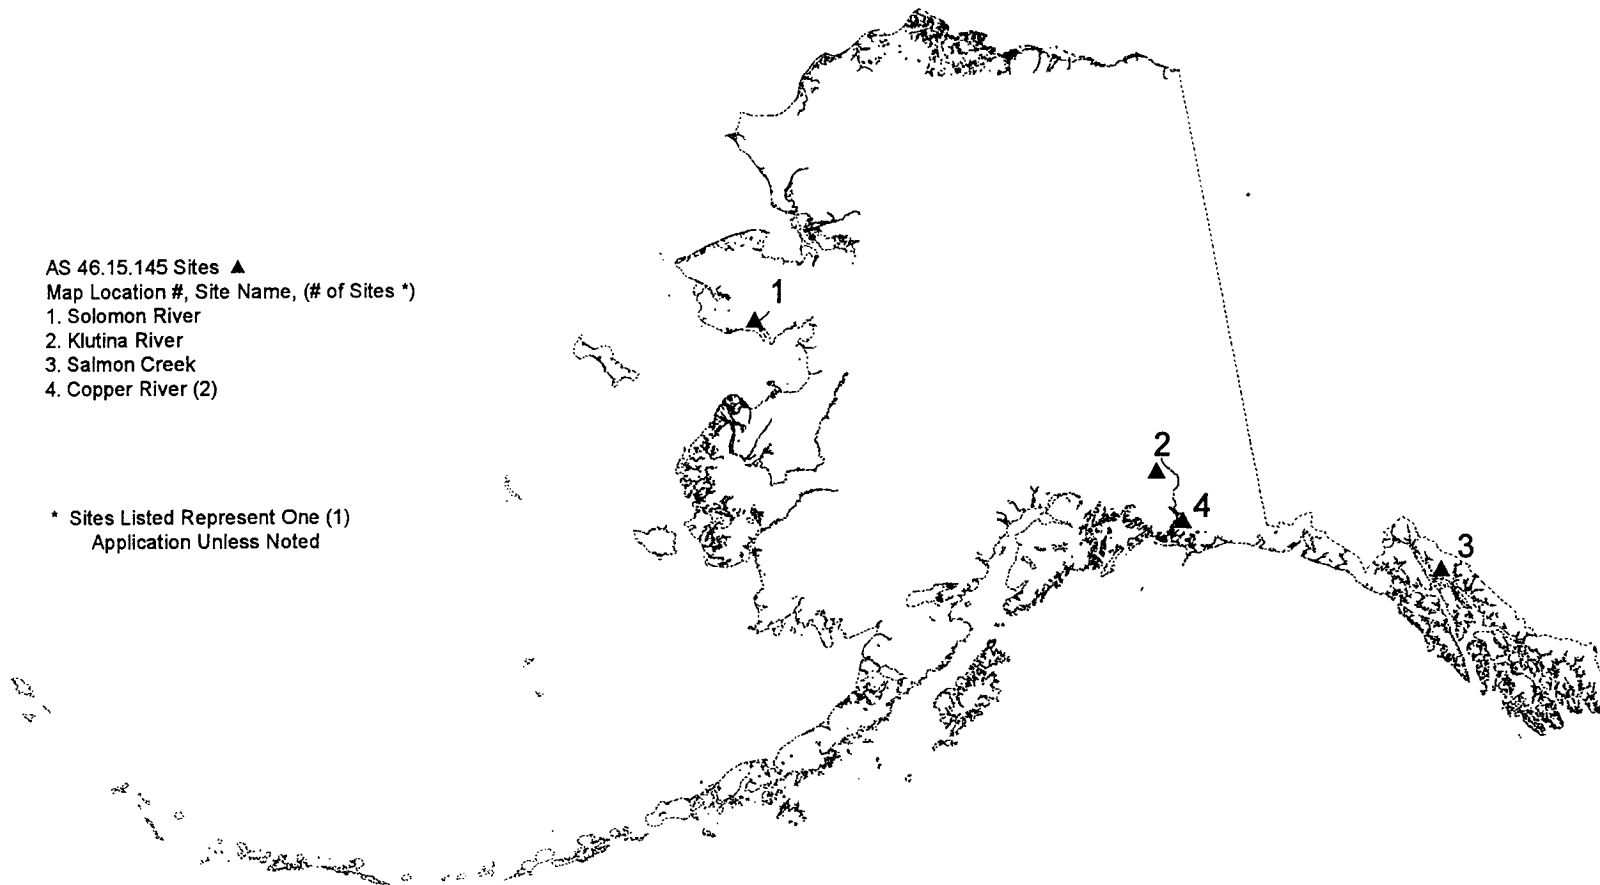 AS 46.15.145 Sites ▲
Map Location #, Site Name, (# of Sites *)
1. Solomon River
2. Klutina River
3. Salmon Creek
4. Copper River (2)
* Sites Listed Represent One (1)
Application Unless Noted
1
2
4
3